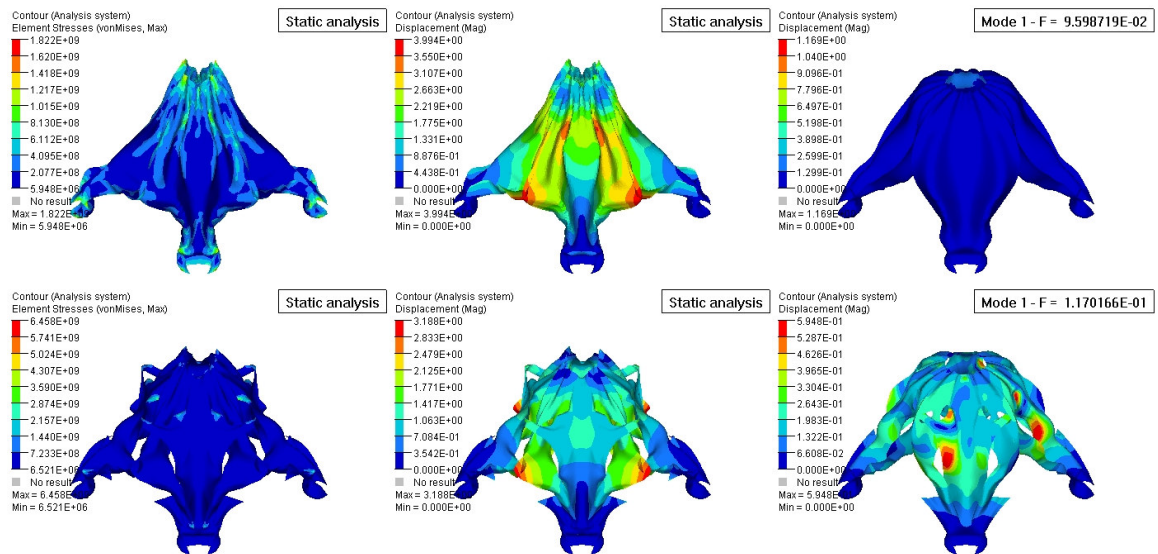 Contour (Analysis system)
Element Stresses (vonMises, Max)
1.822E+09
1.620E+09
1.418E+09
1.217E+09
1.015E+09
8.130E+08
6.112E+08
4.095E+08
2.077E+08
5.948E+06
No result
Max = 1.822E+
Min = 5.948E+06
Static analysis
Contour (Analysis system)
Displacement (Mag)
3.994E+00
3.550E+00
3.107E+00
2.663E+00
2.219E+00
1.775E+00
1.331E+00
8.876E-01
4.438E-01
0.000E+00
No result
Max = 3.994E+
Min = 0.000E+00
Static analysis
Contour (Analysis system)
Displacement (Mag)
1.169E+00
1.040E+00
9.096E-01
7.796E-01
6.497E-01
5.198E-01
3.898E-01
2.599E-01
1.299E-01
0.000E+00
No result
Max = 1.169E+
Min = 0.000E+00
Mode 1 - F = 9.598719E-02
Contour (Analysis system)
Element Stresses (vonMises, Max)
6.458E+09
5.741E+09
5.024E+09
4.307E+09
3.590E+09
2.874E+09
2.157E+09
1.440E+09
7.233E+08
6.521E+06
No result
Max = 6.458E+
Min = 6.521E+06
Static analysis
Contour (Analysis system)
Displacement (Mag)
3.188E+00
2.833E+00
2.479E+00
2.125E+00
1.771E+00
1.417E+00
1.063E+00
7.084E-01
3.542E-01
0.000E+00
No result
Max = 3.188E+
Min = 0.000E+00
Static analysis
Contour (Analysis system)
Displacement (Mag)
5.948E-01
5.287E-01
4.626E-01
3.965E-01
3.304E-01
2.643E-01
1.983E-01
1.322E-01
6.608E-02
0.000E+00
No result
Max = 5.948E
Min = 0.000E+00
Mode 1 - F = 1.170166E-01